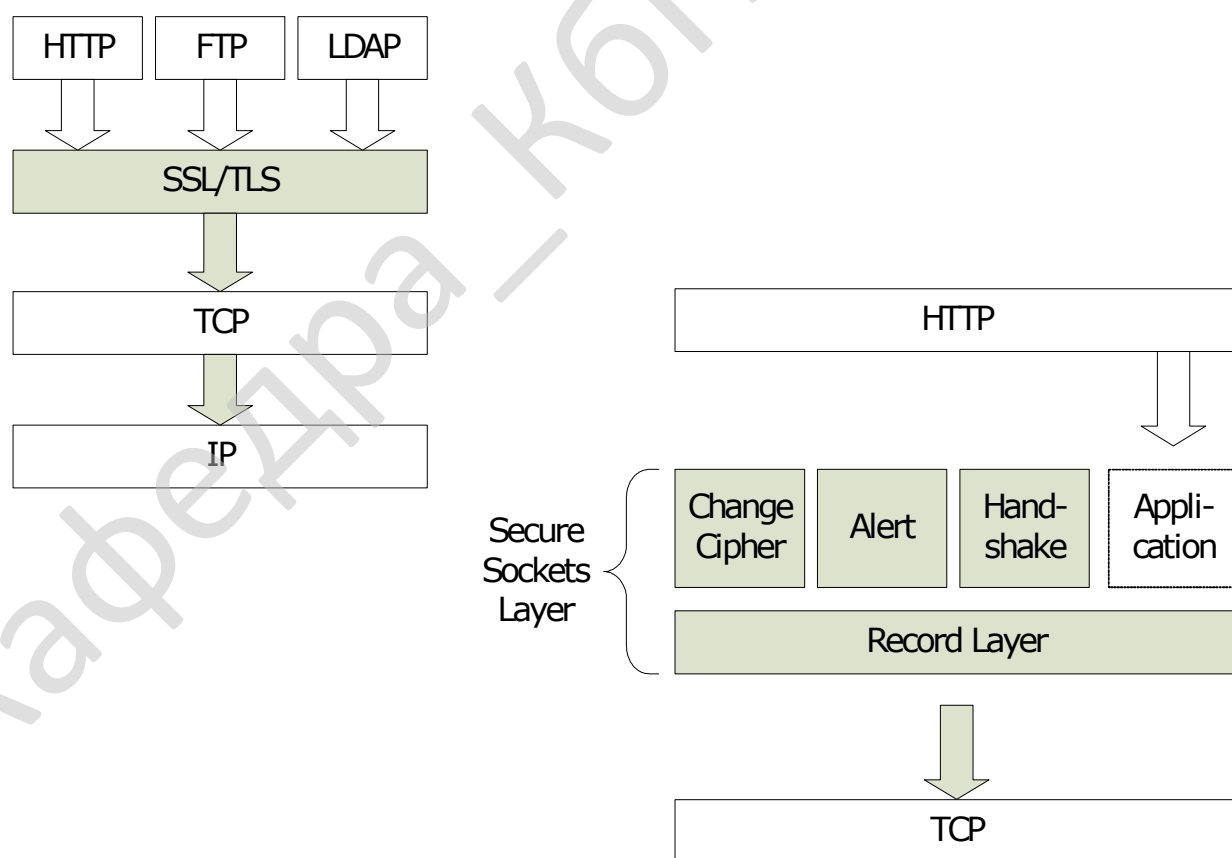 HTTP
FTP
LDAP
SSL/TLS
TCP
IP
HTTP
Secure
Sockets
Layer
Change
Cipher
Alert
Hand-
shake
Appli-
cation
Record Layer
TCP